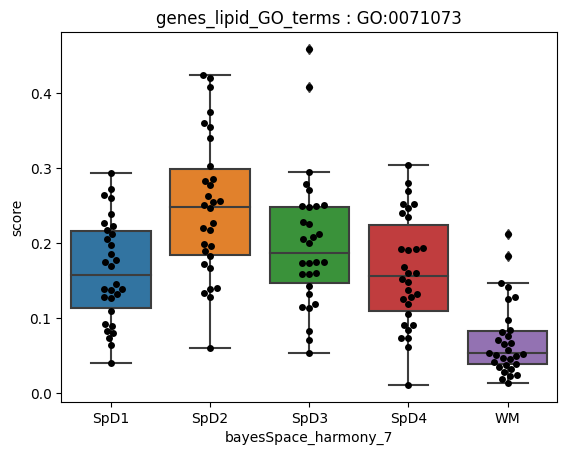 genes_lipid_GO_terms : GO:0071073
score
0.4
0.3
0.2
0.1
0.0
SpD1 SpD2 SpD3 SpD4 WM
bayesSpace_harmony_7